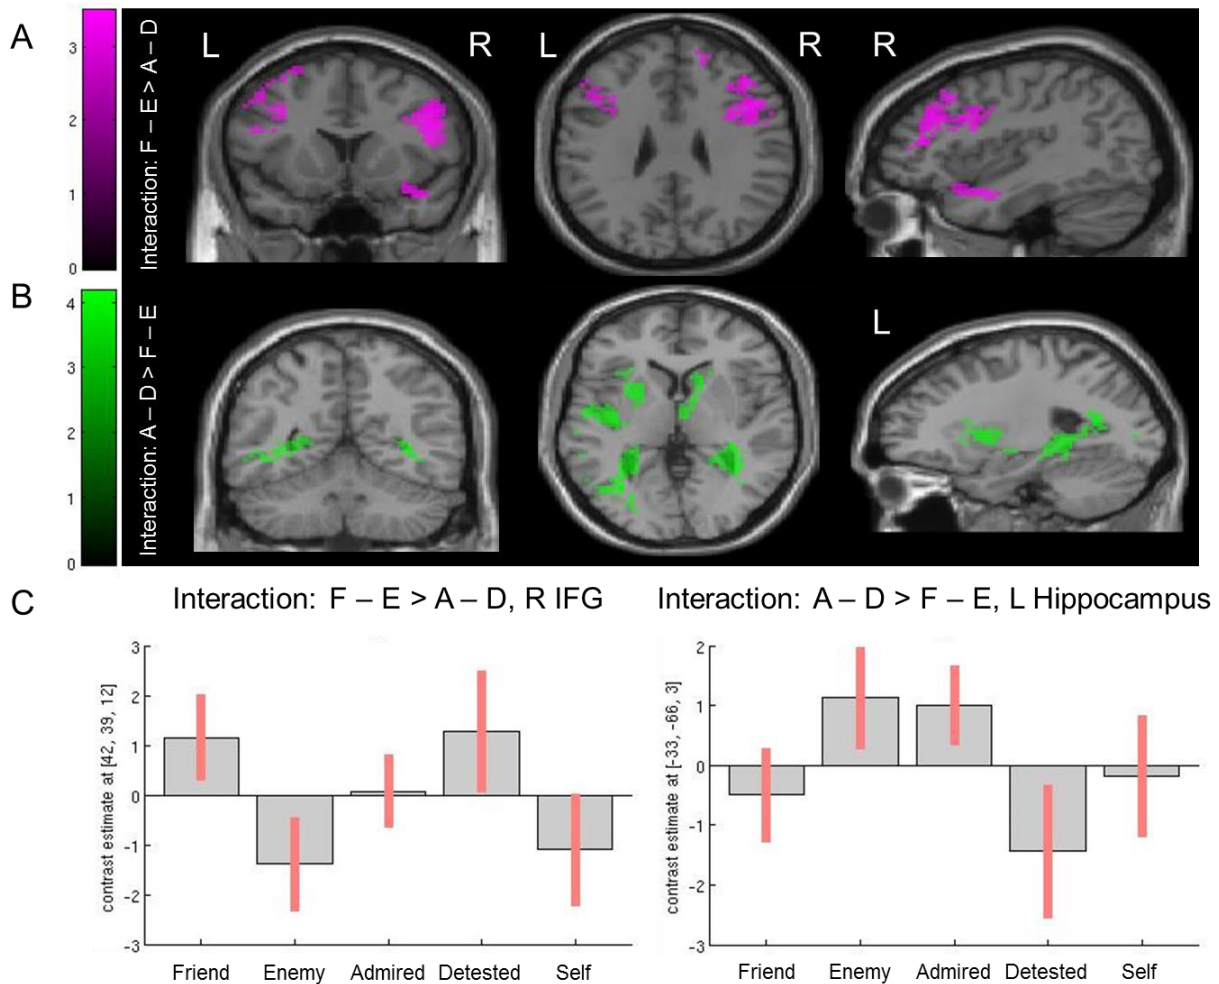 A
3
2
1
0
Interaction: F – E > A – D
L
R
L
R
R
B
4
3
2
1
0
Interaction: A – D > F – E
L
C
Interaction: F – E > A – D, R IFG
Interaction: A – D > F – E, L Hippocampus
contrast estimate at [42, 39, 12]
3
2
1
0
-1
-2
-3
Friend Enemy Admired Detested Self
contrast estimate at [-33, -66, 3]
2
1
0
-1
-2
-3
Friend Enemy Admired Detested Self